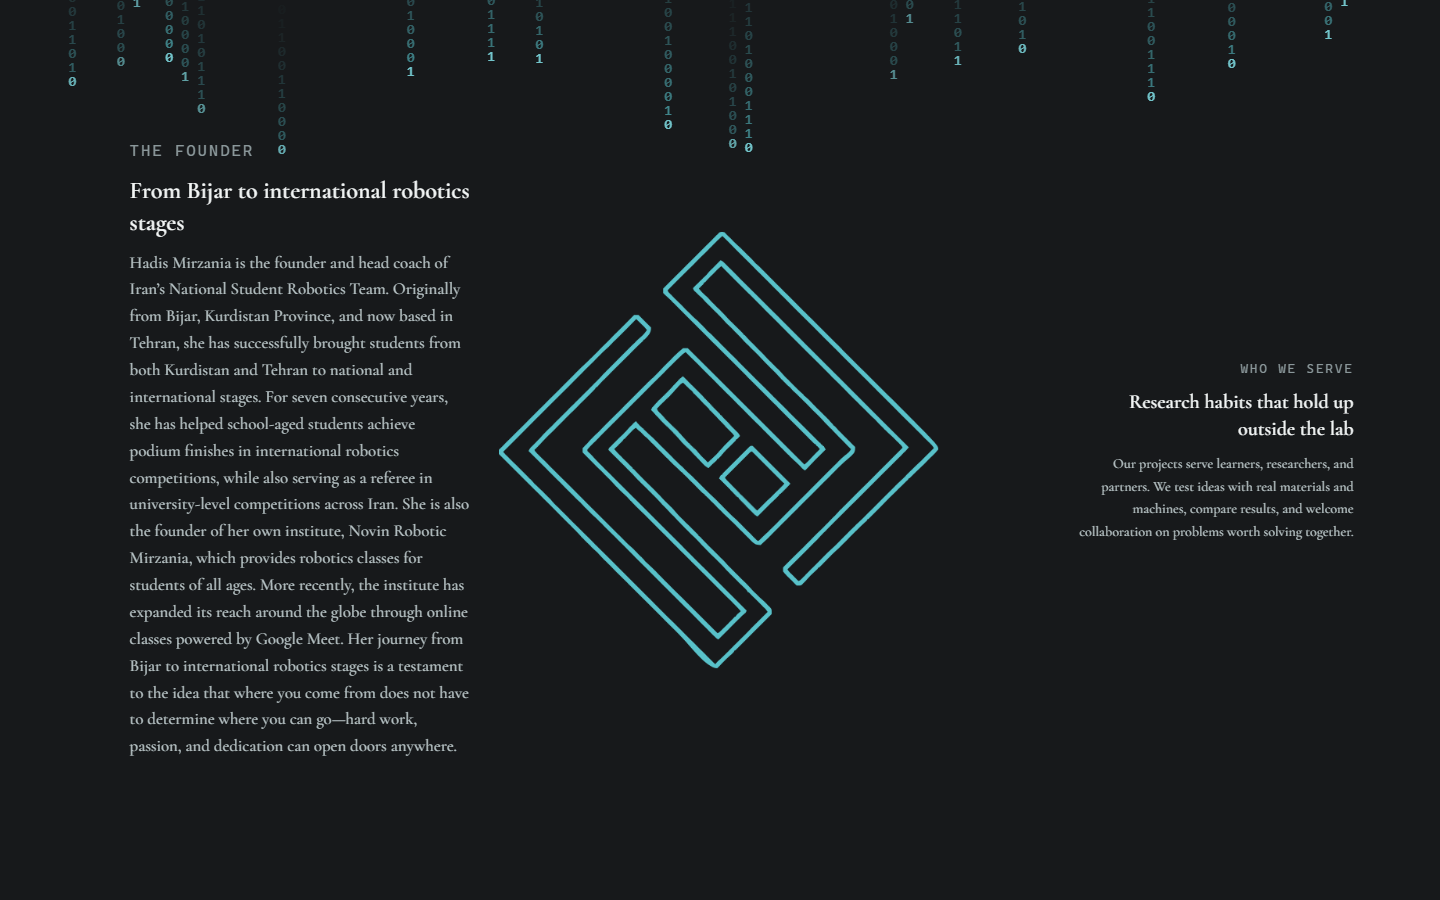 THE FOUNDER
From Bijar to international robotics
stages
Hadis Mirzania is the founder and head coach of
Iran’s National Student Robotics Team. Originally
from Bijar, Kurdistan Province, and now based in
Tehran, she has successfully brought students from
both Kurdistan and Tehran to national and
international stages. For seven consecutive years,
she has helped school-aged students achieve
podium finishes in international robotics
competitions, while also serving as a referee in
university-level competitions across Iran. She is also
the founder of her own institute, Novin Robotic
Mirzania, which provides robotics classes for
students of all ages. More recently, the institute has
expanded its reach around the globe through online
classes powered by Google Meet. Her journey from
Bijar to international robotics stages is a testament
to the idea that where you come from does not have
to determine where you can go—hard work,
passion, and dedication can open doors anywhere.
WHO WE SERVE
Research habits that hold up
outside the lab
Our projects serve learners, researchers, and
partners. We test ideas with real materials and
machines, compare results, and welcome
collaboration on problems worth solving together.